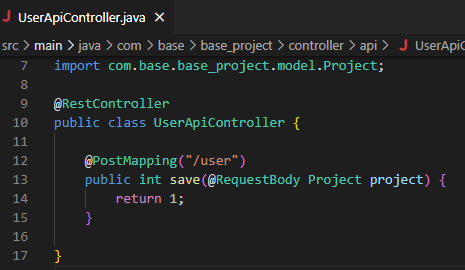 J UserApiController.java ×
src > main > java > com > base > base_project > controller > api > J UserApiCo
7 import com.base.base_project.model.Project;
8
9 @RestController
10 public class UserApiController {
11
12 @PostMapping("/user")
13 public int save(@RequestBody Project project) {
14 return 1;
15 }
16
17 }